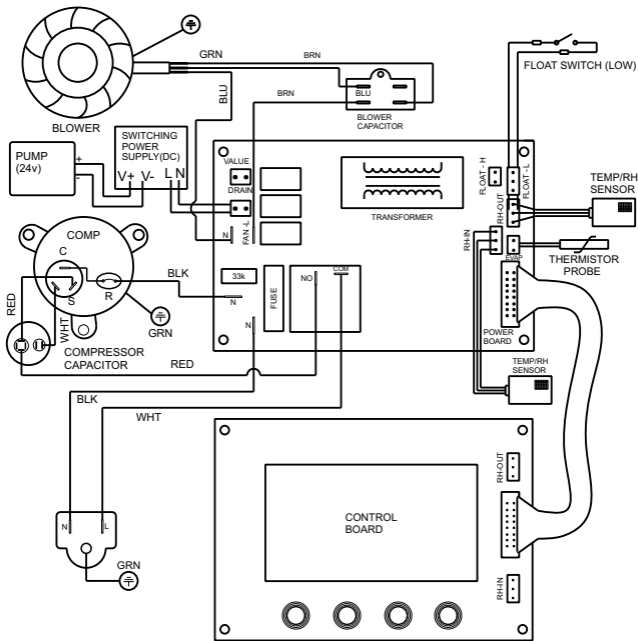 GRN
BRN
BLU
BRN
BLU
BLOWER
CAPACITOR
FLOAT SWITCH (LOW)
BLOWER
PUMP
(24v)
+
-
SWITCHING
POWER
SUPPLY(DC)
V+ V- L N
VALUE
DRAIN
FAN -L
N
TRANSFORMER
FLOAT - H
FLOAT - L
RH-OUT
TEMP/RH
SENSOR
RH-IN
EVAP
THERMISTOR
PROBE
COMP
C
S
R
BLK
GRN
RED
WHT
COMPRESSOR
CAPACITOR
33k
N
FUSE
NO
COM
N
POWER
BOARD
RED
TEMP/RH
SENSOR
BLK
WHT
N
L
GRN
CONTROL
BOARD
RH-OUT
RH-IN